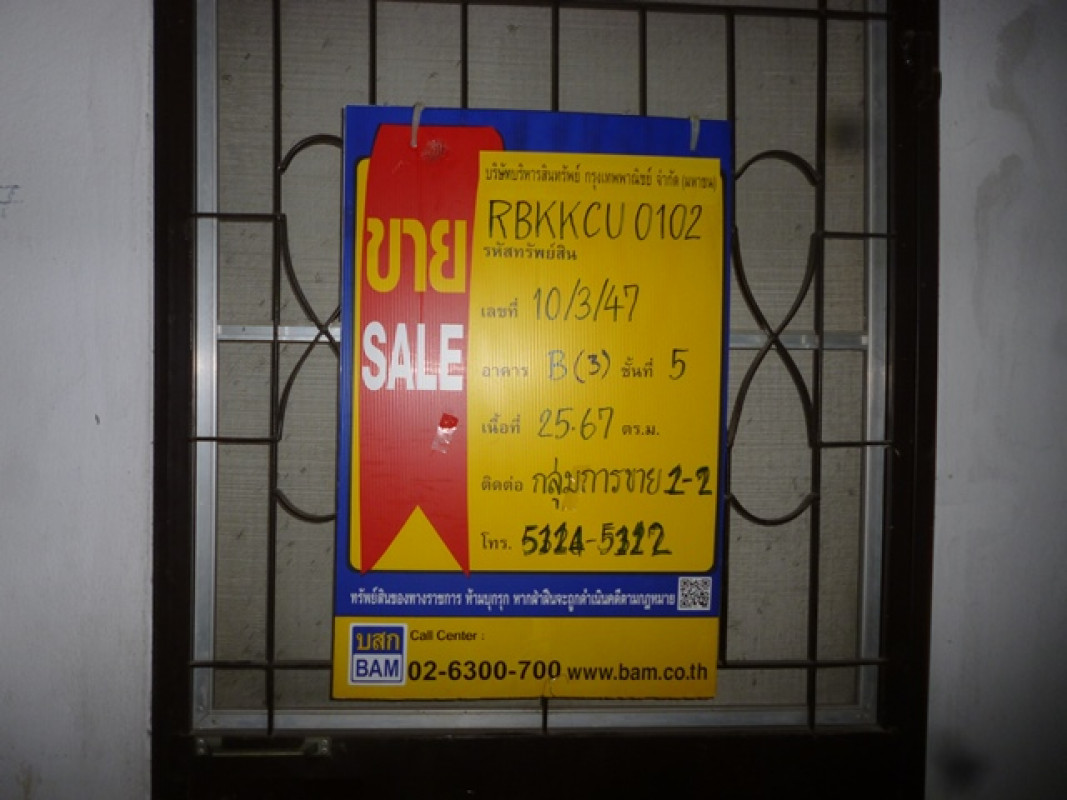 บริษัทบริหารสินทรัพย์ กรุงเทพพาณิชย์ จำกัด (มหาชน)
ขาย
SALE
RBKKCU 0102
รหัสทรัพย์สิน
เลขที่ 10/3/47
อาคาร B (3) ชั้นที่ 5
เนื้อที่ 25.67 ตร.ม.
ติดต่อ กลุ่มการขาย 1-2
โทร.
ทรัพย์สินของทางราชการ ห้ามบุกรุก หากฝ่าฝืนจะถูกดำเนินคดีตามกฎหมาย
บสก
BAM
Call Center :
02-6300-700 www.bam.co.th